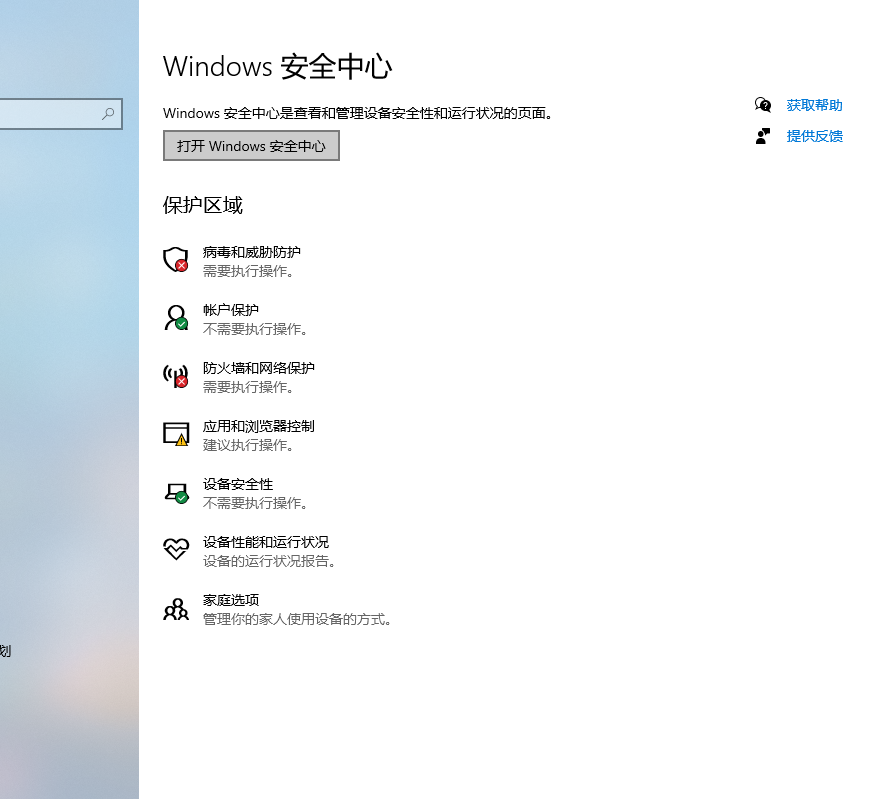 Windows 安全中心
Windows 安全中心是查看和管理设备安全性和运行状况的页面。
打开 Windows 安全中心
获取帮助
提供反馈
保护区域
病毒和威胁防护
需要执行操作。
帐户保护
不需要执行操作。
防火墙和网络保护
需要执行操作。
应用和浏览器控制
建议执行操作。
设备安全性
不需要执行操作。
设备性能和运行状况
设备的运行状况报告。
家庭选项
管理你的家人使用设备的方式。
划